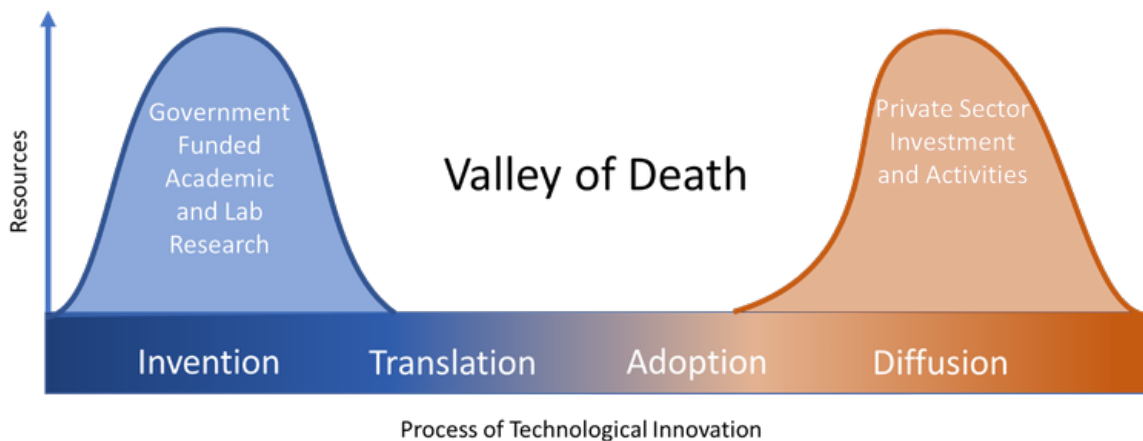 Resources
Government
Funded
Academic
and Lab
Research
Valley of Death
Private Sector
Investment
and Activities
Invention
Translation
Adoption
Diffusion
Process of Technological Innovation